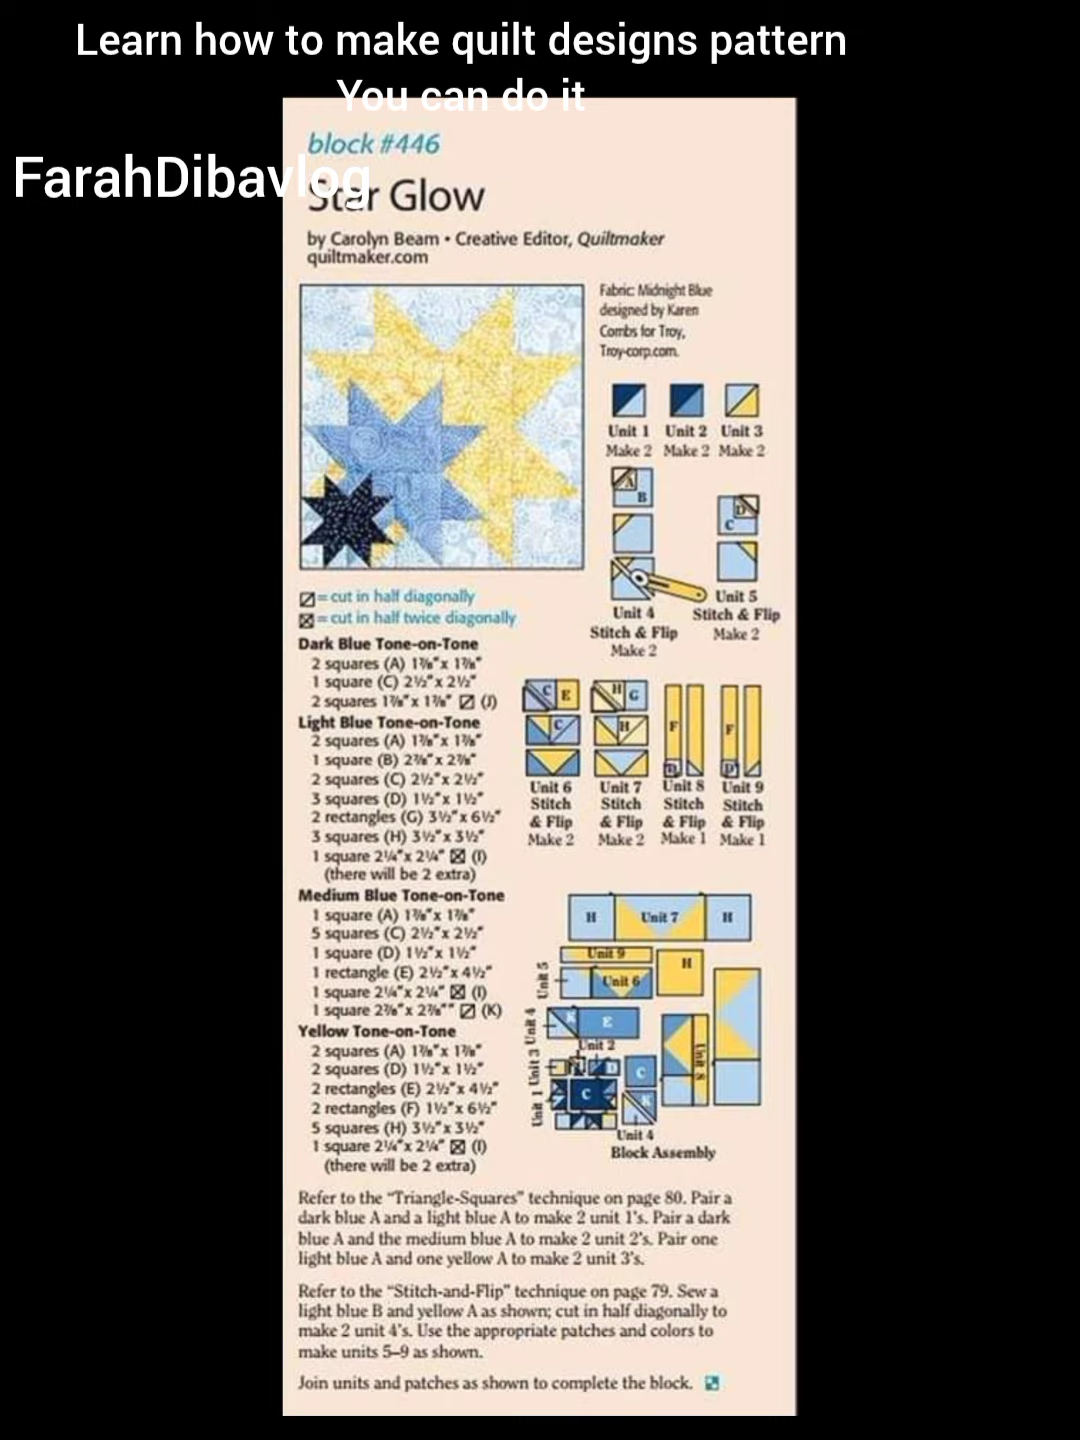 Learn how to make quilt designs pattern
You can do it
FarahDibavlog
block #446
Star Glow
by Carolyn Beam • Creative Editor, Quiltmaker
quiltmaker.com
Fabric: Midnight Blue
designed by Karen
Combs for Troy,
Troy-corp.com.
Unit 1 Unit 2 Unit 3
Make 2 Make 2 Make 2
A
B
D
C
Unit 4
Stitch & Flip
Make 2
Unit 5
Stitch & Flip
Make 2
= cut in half diagonally
= cut in half twice diagonally
Dark Blue Tone-on-Tone
2 squares (A) 1⅞"x 1⅞"
1 square (C) 2½"x 2½"
2 squares 1⅞"x 1⅞" (J)
Light Blue Tone-on-Tone
2 squares (A) 1⅞"x 1⅞"
1 square (B) 2⅞"x 2⅞"
2 squares (C) 2½"x 2½"
3 squares (D) 1½"x 1½"
2 rectangles (G) 3½"x 6½"
3 squares (H) 3½"x 3½"
1 square 2¼"x 2¼" (I)
(there will be 2 extra)
Medium Blue Tone-on-Tone
1 square (A) 1⅞"x 1⅞"
5 squares (C) 2½"x 2½"
1 square (D) 1½"x 1½"
1 rectangle (E) 2½"x 4½"
1 square 2¼"x 2¼" (I)
1 square 2⅞"x 2⅞"" (K)
Yellow Tone-on-Tone
2 squares (A) 1⅞"x 1⅞"
2 squares (D) 1½"x 1½"
2 rectangles (E) 2½"x 4½"
2 rectangles (F) 1½"x 6½"
5 squares (H) 3½"x 3½"
1 square 2¼"x 2¼" (I)
(there will be 2 extra)
C E H G
C H F F
D D
Unit 6 Unit 7 Unit 8 Unit 9
Stitch Stitch Stitch Stitch
& Flip & Flip & Flip & Flip
Make 2 Make 2 Make 1 Make 1
H Unit 7 H
Unit 9
H
Unit 5
Unit 6
Unit 4
K E
Unit 2
Unit 3
D C
Unit 8
Unit 1
C K
Unit 4
Block Assembly
Refer to the "Triangle-Squares" technique on page 80. Pair a
dark blue A and a light blue A to make 2 unit 1's. Pair a dark
blue A and the medium blue A to make 2 unit 2's. Pair one
light blue A and one yellow A to make 2 unit 3's.
Refer to the "Stitch-and-Flip" technique on page 79. Sew a
light blue B and yellow A as shown; cut in half diagonally to
make 2 unit 4's. Use the appropriate patches and colors to
make units 5–9 as shown.
Join units and patches as shown to complete the block.